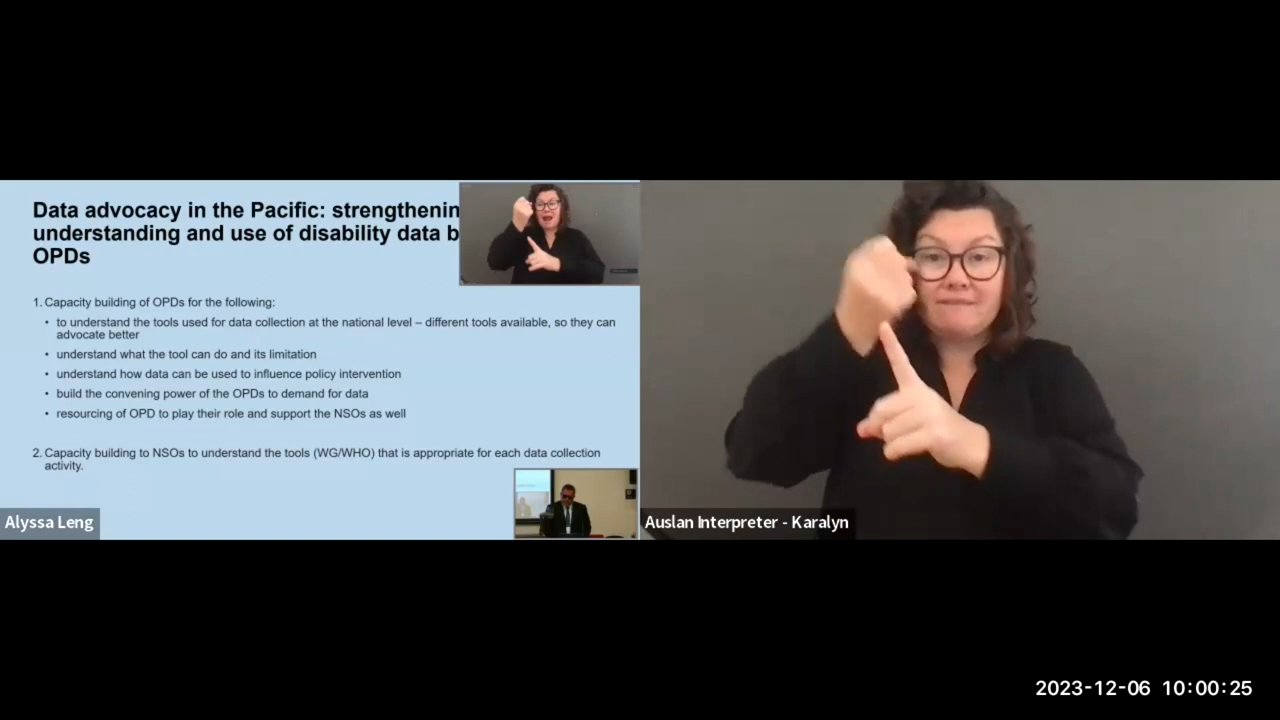 Data advocacy in the Pacific: strengthenin
understanding and use of disability data b
OPDs
1. Capacity building of OPDs for the following:
• to understand the tools used for data collection at the national level – different tools available, so they can
advocate better
• understand what the tool can do and its limitation
• understand how data can be used to influence policy intervention
• build the convening power of the OPDs to demand for data
• resourcing of OPD to play their role and support the NSOs as well
2. Capacity building to NSOs to understand the tools (WG/WHO) that is appropriate for each data collection
activity.
Alyssa Leng
Auslan Interpreter - Karalyn
2023-12-06 10:00:25